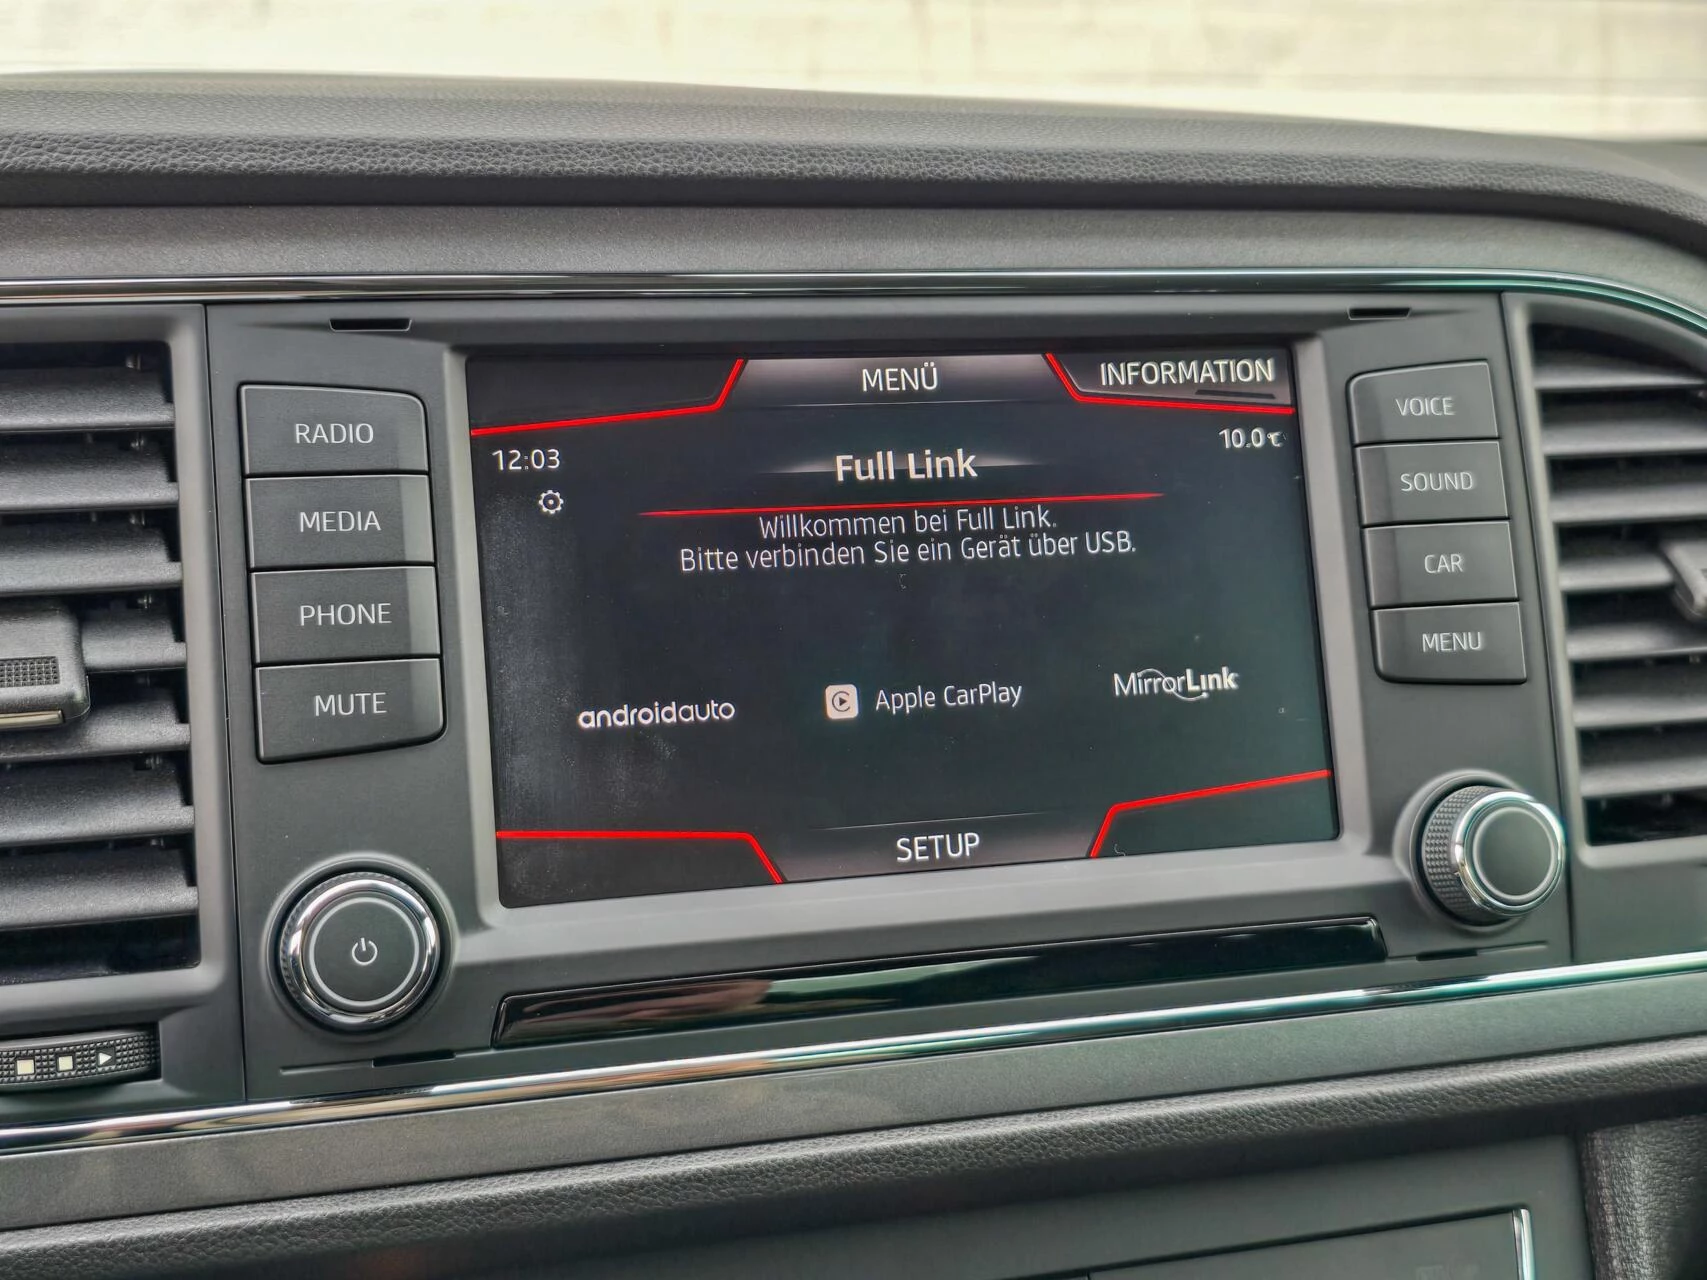 MENÜ
INFORMATION
12:03
10.0℃
Full Link
Willkommen bei Full Link.
Bitte verbinden Sie ein Gerät über USB.
androidauto
Apple CarPlay
MirrorLink
SETUP
RADIO
MEDIA
PHONE
MUTE
VOICE
SOUND
CAR
MENU